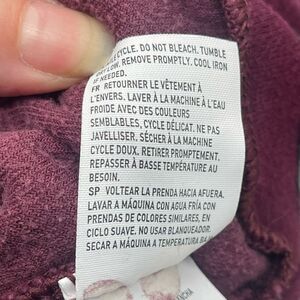 CYCLE. DO NOT BLEACH. TUMBLE
LOW. REMOVE PROMPTLY. COOL IRON
IF NEEDED.
FR RETOURNER LE VÊTEMENT À
L'ENVERS. LAVER À LA MACHINE À L'EAU
FROIDE AVEC DES COULEURS
SEMBLABLES, CYCLE DÉLICAT. NE PAS
JAVELLISER. SÉCHER À LA MACHINE
CYCLE DOUX. RETIRER PROMPTEMENT.
REPASSER À BASSE TEMPÉRATURE AU
BESOIN.
SP VOLTEAR LA PRENDA HACIA AFUERA.
LAVAR A MÁQUINA CON AGUA FRÍA CON
PRENDAS DE COLORES SIMILARES, EN
CICLO SUAVE. NO USAR BLANQUEADOR.
SECAR A MÁQUINA A TEMPERATURA